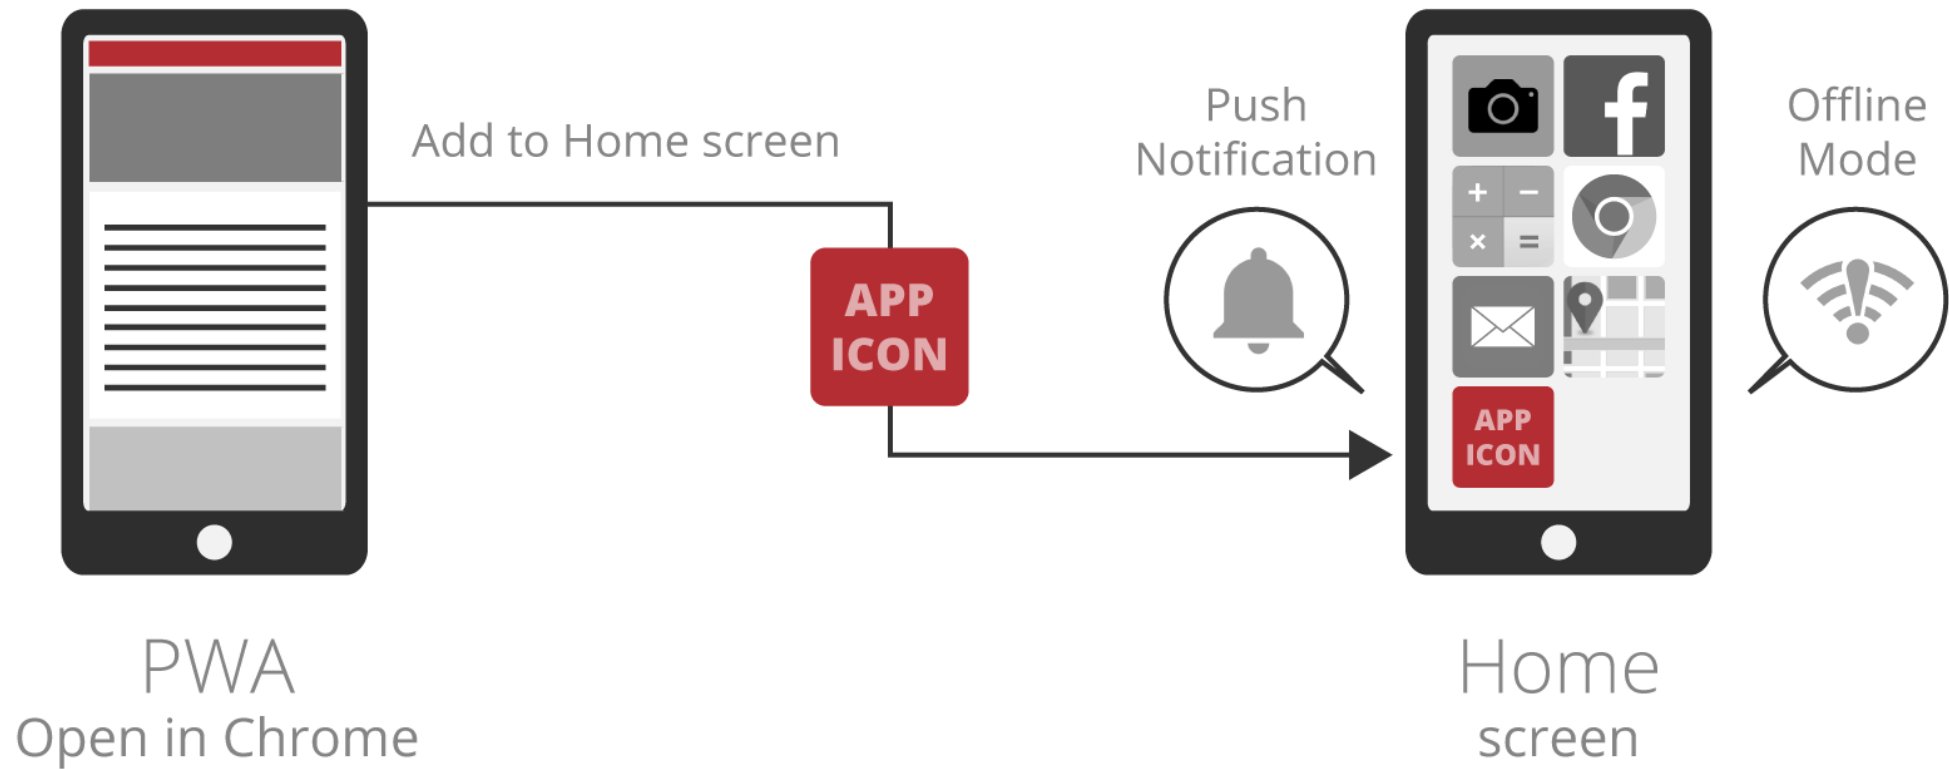 Add to Home screen
APP
ICON
Push
Notification
Offline
Mode
APP
ICON
PWA
Open in Chrome
Home
screen